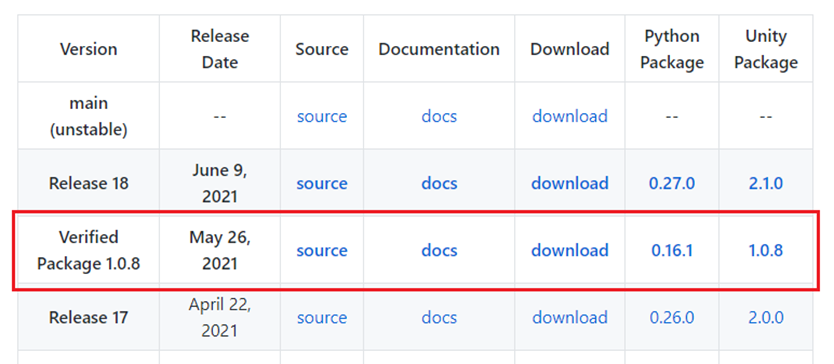 Version Release Date Source Documentation Download Python Package Unity Package
main (unstable) -- source docs download -- --
Release 18 June 9, 2021 source docs download 0.27.0 2.1.0
Verified Package 1.0.8 May 26, 2021 source docs download 0.16.1 1.0.8
Release 17 April 22, 2021 source docs download 0.26.0 2.0.0